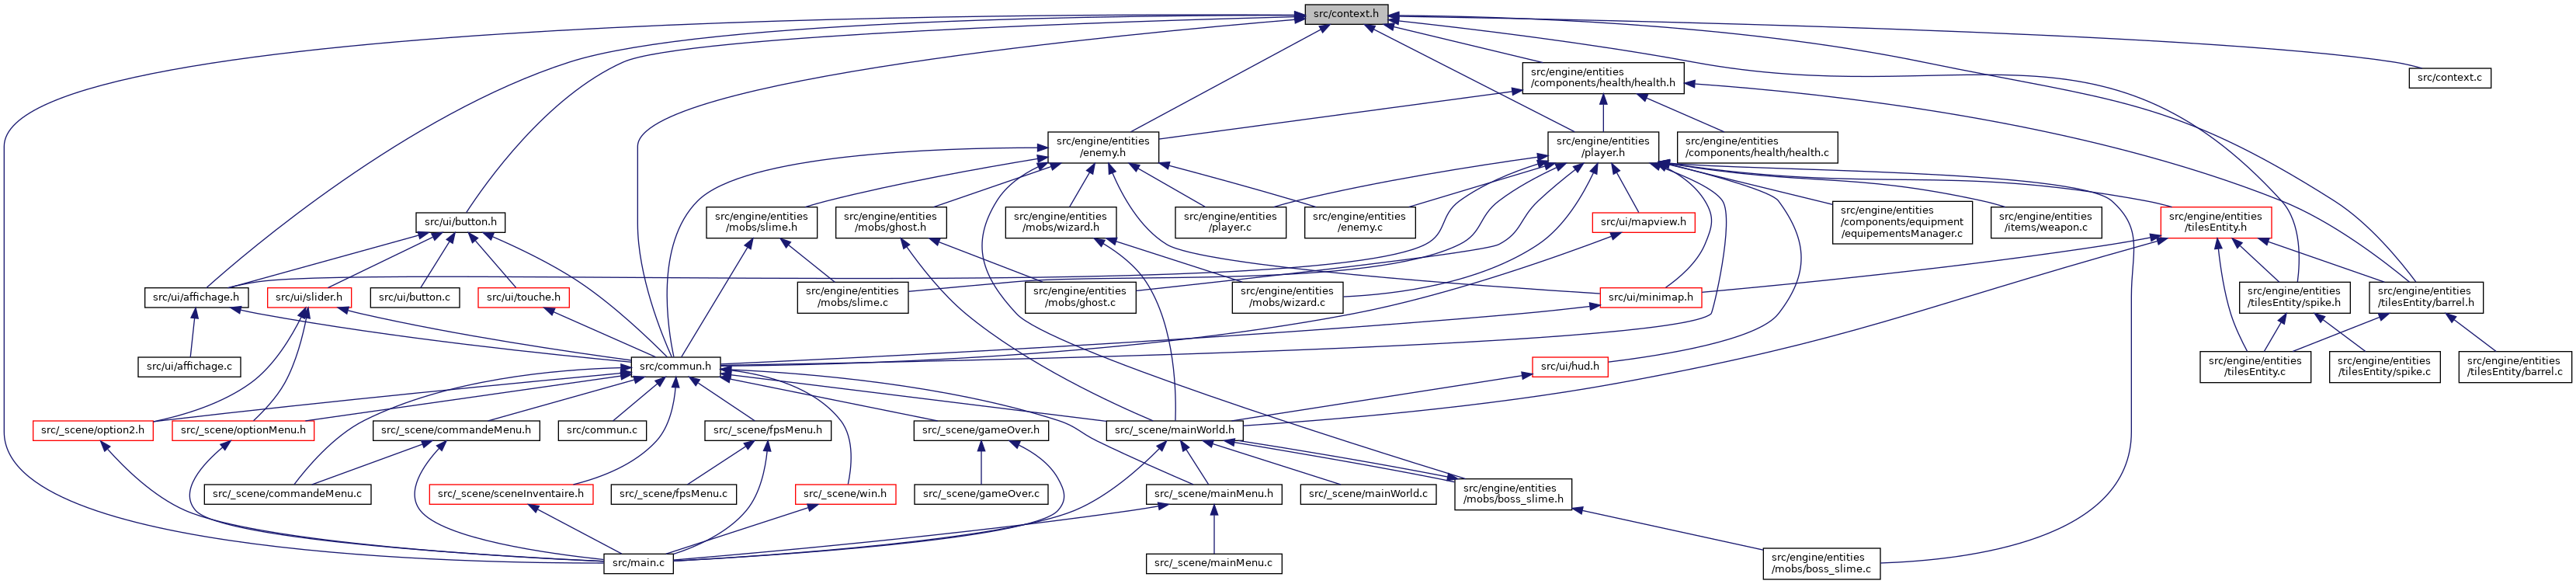 src/context.h
src/engine/entities
/components/health/health.h
src/context.c
src/engine/entities
/enemy.h
src/engine/entities
/player.h
src/engine/entities
/components/health/health.c
src/ui/button.h
src/engine/entities
/mobs/slime.h
src/engine/entities
/mobs/ghost.h
src/engine/entities
/mobs/wizard.h
src/engine/entities
/player.c
src/engine/entities
/enemy.c
src/ui/mapview.h
src/engine/entities
/components/equipment
/equipementsManager.c
src/engine/entities
/items/weapon.c
src/engine/entities
/tilesEntity.h
src/ui/affichage.h
src/ui/slider.h
src/ui/button.c
src/ui/touche.h
src/engine/entities
/mobs/slime.c
src/engine/entities
/mobs/ghost.c
src/engine/entities
/mobs/wizard.c
src/ui/minimap.h
src/engine/entities
/tilesEntity/spike.h
src/engine/entities
/tilesEntity/barrel.h
src/ui/affichage.c
src/commun.h
src/ui/hud.h
src/engine/entities
/tilesEntity.c
src/engine/entities
/tilesEntity/spike.c
src/engine/entities
/tilesEntity/barrel.c
src/_scene/option2.h
src/_scene/optionMenu.h
src/_scene/commandeMenu.h
src/commun.c
src/_scene/fpsMenu.h
src/_scene/gameOver.h
src/_scene/mainWorld.h
src/_scene/commandeMenu.c
src/_scene/sceneInventaire.h
src/_scene/fpsMenu.c
src/_scene/win.h
src/_scene/gameOver.c
src/_scene/mainMenu.h
src/_scene/mainWorld.c
src/engine/entities
/mobs/boss_slime.h
src/main.c
src/_scene/mainMenu.c
src/engine/entities
/mobs/boss_slime.c